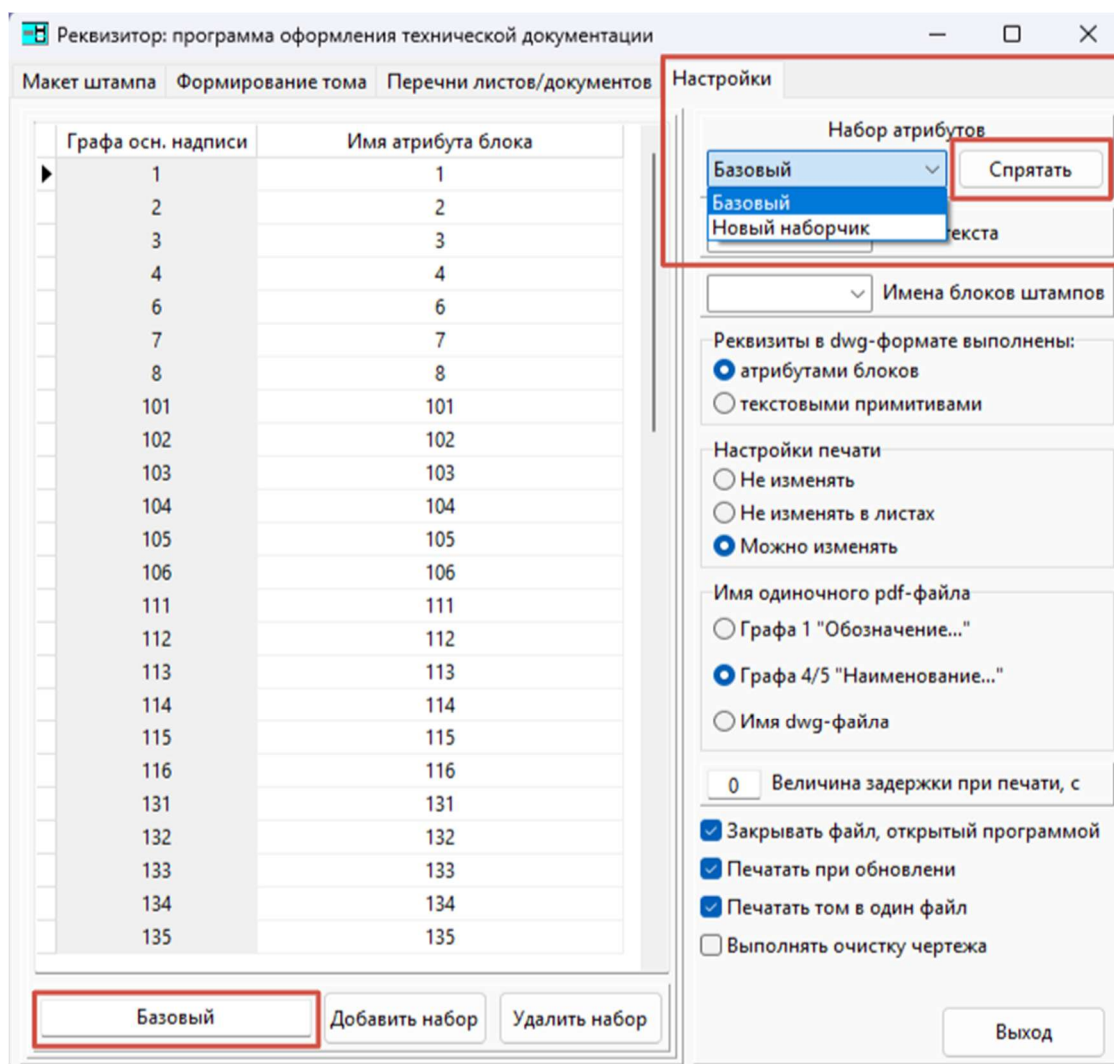 Реквизитор: программа оформления технической документации
Макет штампа Формирование тома Перечни листов/документов Настройки
Графа осн. надписи Имя атрибута блока
1 1
2 2
3 3
4 4
6 6
7 7
8 8
101 101
102 102
103 103
104 104
105 105
106 106
111 111
112 112
113 113
114 114
115 115
116 116
131 131
132 132
133 133
134 134
135 135
Базовый Добавить набор Удалить набор
Набор атрибутов
Базовый Спрятать
Базовый
Новый наборчик
екста
Имена блоков штампов
Реквизиты в dwg-формате выполнены:
атрибутами блоков
текстовыми примитивами
Настройки печати
Не изменять
Не изменять в листах
Можно изменять
Имя одиночного pdf-файла
Графа 1 "Обозначение..."
Графа 4/5 "Наименование..."
Имя dwg-файла
0 Величина задержки при печати, с
Закрывать файл, открытый программой
Печатать при обновлени
Печатать том в один файл
Выполнять очистку чертежа
Выход